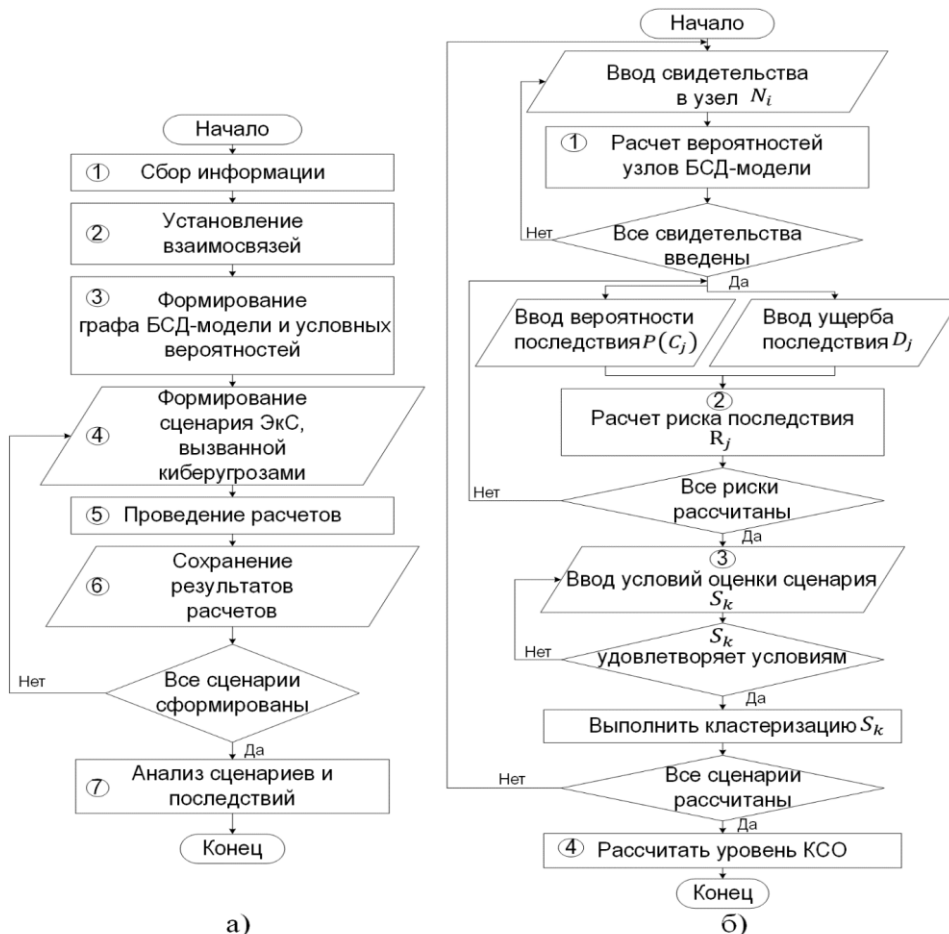 Начало
1 Сбор информации
2 Установление
взаимосвязей
3 Формирование
графа БСД-модели и условных
вероятностей
Формирование
сценария ЭкС,
4 вызванной
киберугрозами
5 Проведение расчетов
Сохранение
6 результатов
расчетов
Нет
Все сценарии
сформированы
Да
7 Анализ сценариев и
последствий
Конец
а)
Начало
Ввод свидетельства
в узел N_i
1 Расчет вероятностей
узлов БСД-модели
Нет
Все свидетельства
введены
Да
Ввод вероятности
последствия P(C_j)
Ввод ущерба
последствия D_j
2
Расчет риска последствия
R_j
Нет
Все риски
рассчитаны
Да
3
Ввод условий оценки сценария
S_k
S_k
Нет
удовлетворяет условиям
Да
Выполнить кластеризацию S_k
Нет
Все сценарии
рассчитаны
Да
4 Рассчитать уровень КСО
Конец
б)